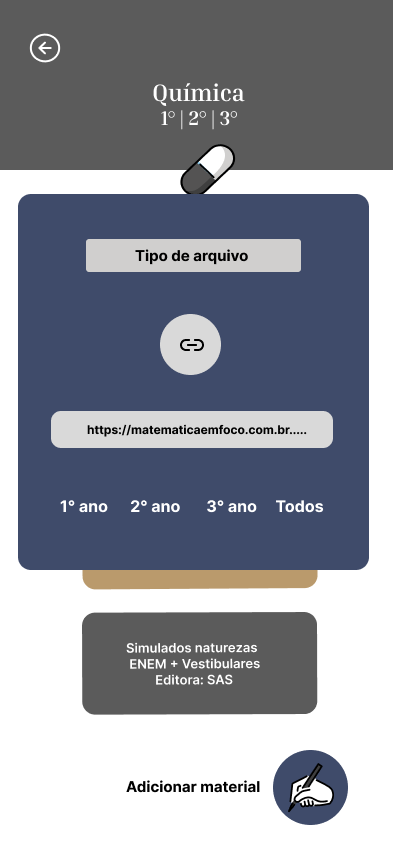 Química
1° | 2° | 3°
Tipo de arquivo
https://matematicaemfoco.com.br.....
1° ano 2° ano 3° ano Todos
Simulados naturezas
ENEM + Vestibulares
Editora: SAS
Adicionar material